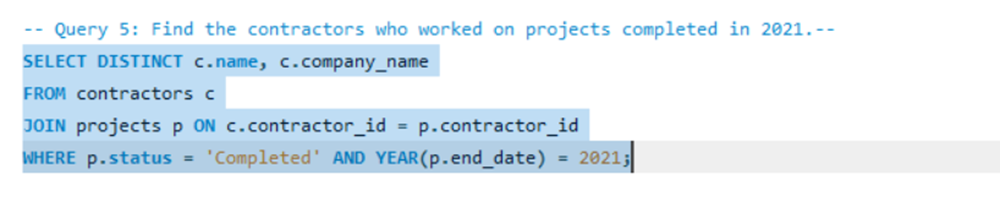 -- Query 5: Find the contractors who worked on projects completed in 2021.--
SELECT DISTINCT c.name, c.company_name
FROM contractors c
JOIN projects p ON c.contractor_id = p.contractor_id
WHERE p.status = 'Completed' AND YEAR(p.end_date) = 2021;